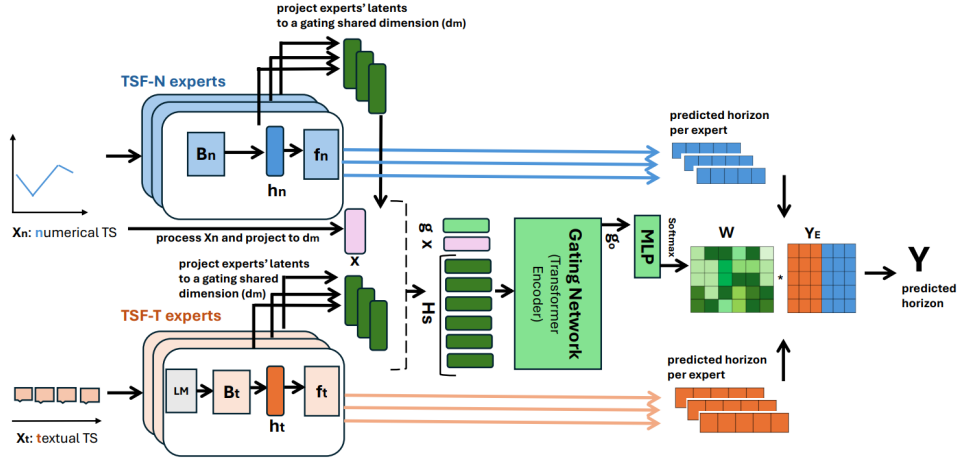 project experts' latents
to a gating shared dimension (dm)
TSF-N experts
Bn
hn
fn
predicted horizon
per expert
Xn: numerical TS
process Xn and project to dm
x
project experts' latents
to a gating shared
dimension (dm)
TSF-T experts
LM
Bt
ht
ft
Xt: textual TS
g
x
Hs
Gating Network
(Transformer
Encoder)
go
MLP
Softmax
W
*
YE
Y
predicted
horizon
predicted horizon
per expert